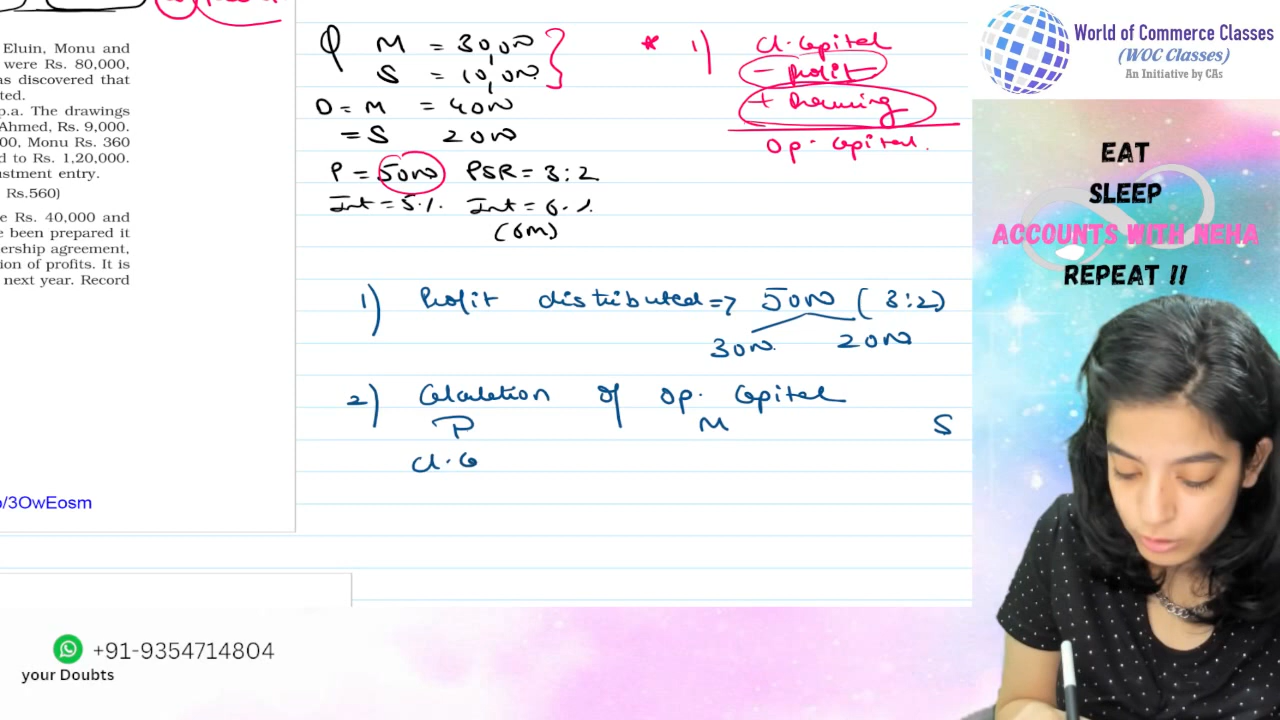 Eluin, Monu and
were Rs. 80,000,
as discovered that
ted.
p.a. The drawings
Ahmed, Rs. 9,000.
00, Monu Rs. 360
d to Rs. 1,20,000.
ustment entry.
Rs.560)
e Rs. 40,000 and
e been prepared it
ership agreement,
ion of profits. It is
next year. Record
o/3OwEosm
Q M = 30,000
S = 10,000
D = M = 4000
= S 2000
P = 5000 PSR = 3:2
Int = 5.1. Int = 6.1.
(6M)
* 1) Cl. Capital
- profit
+ Drawing
Op. Capital.
1) Profit distributed => 5000 (3:2)
3000 2000
2) Calculation of Op. Capital
P M S
Cl. C
World of Commerce Classes
(WOC Classes)
An Initiative by CAs
EAT
SLEEP
ACCOUNTS WITH NEHA
REPEAT !!
+91-9354714804
your Doubts